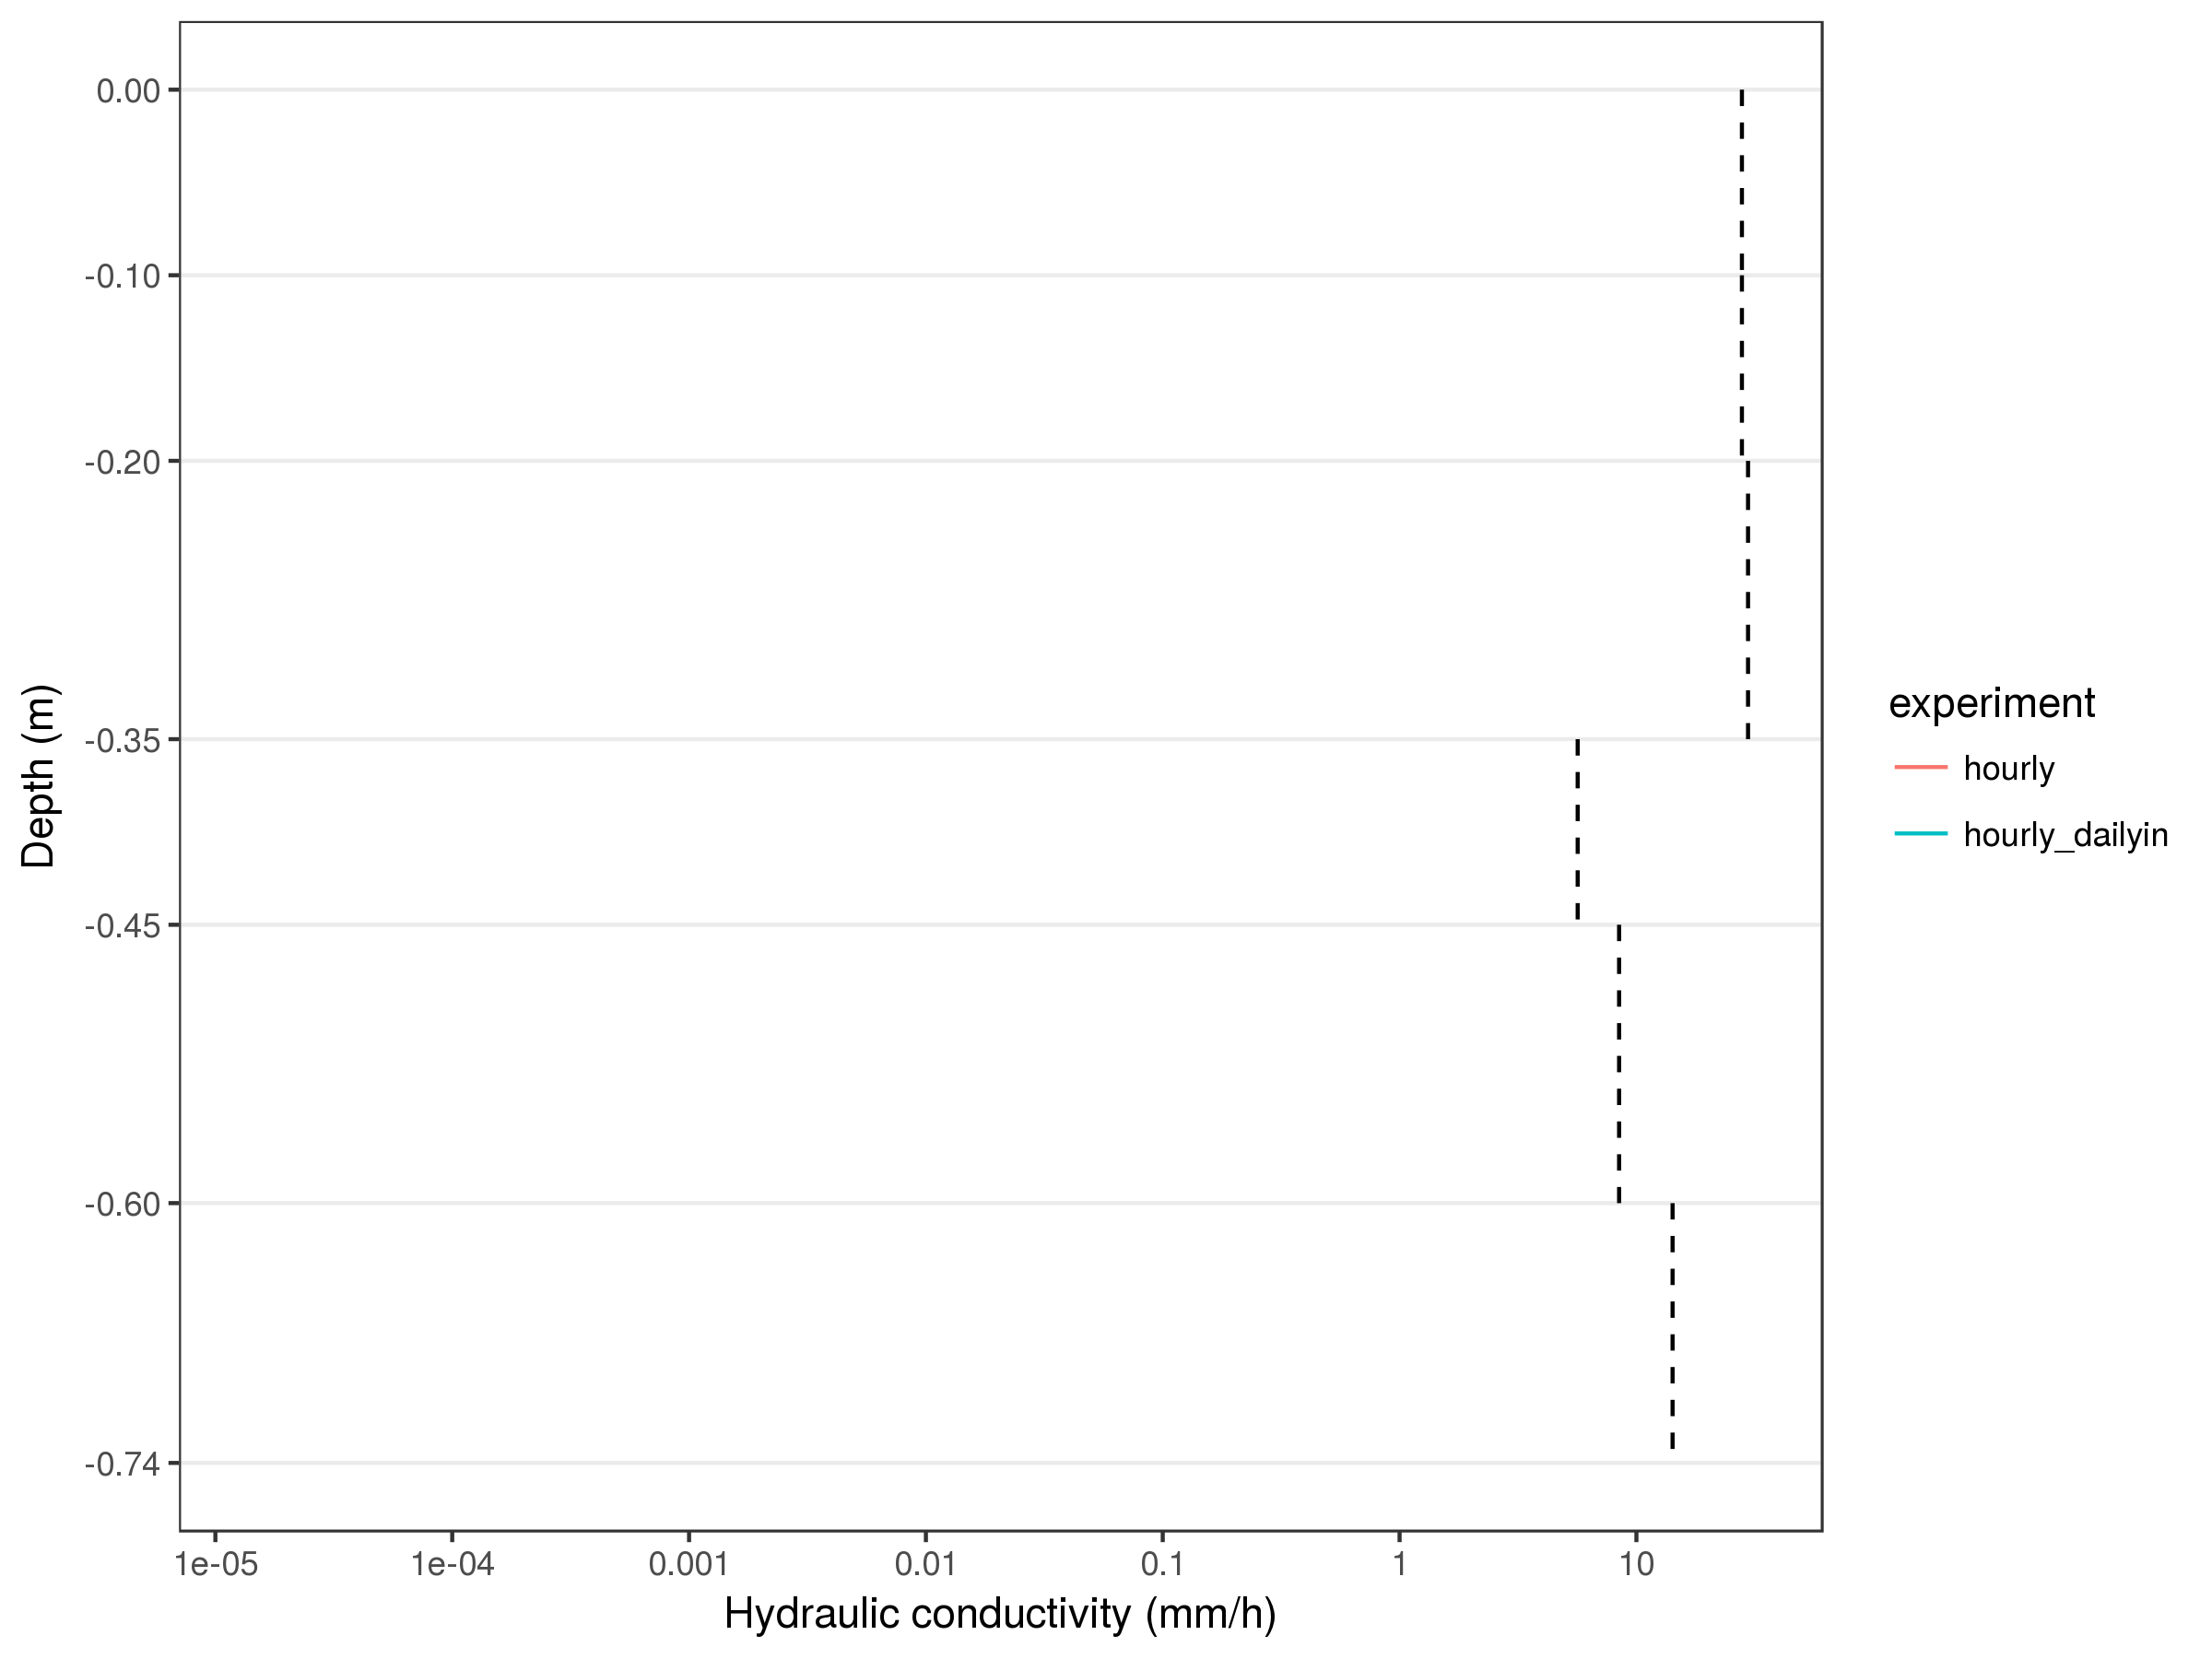 0.00
-0.10
-0.20
-0.35
-0.45
-0.60
-0.74
Depth (m)
1e-05 1e-04 0.001 0.01 0.1 1 10
Hydraulic conductivity (mm/h)
experiment
hourly
hourly_dailyin